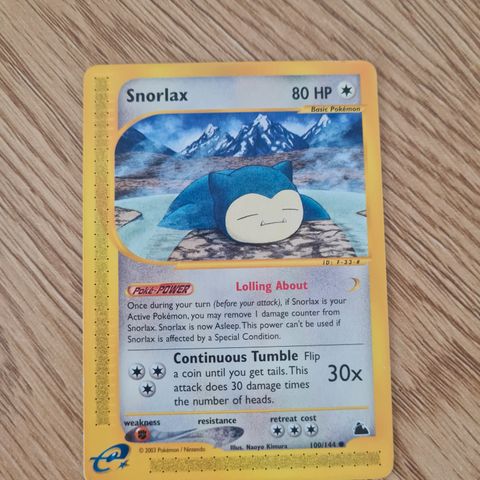 Snorlax 80 HP
Basic Pokémon
ID: F-33-#
Poké-POWER Lolling About
Once during your turn (before your attack), if Snorlax is your
Active Pokémon, you may remove 1 damage counter from
Snorlax. Snorlax is now Asleep. This power can't be used if
Snorlax is affected by a Special Condition.
Continuous Tumble Flip
a coin until you get tails. This
attack does 30 damage times
the number of heads.
30x
weakness resistance retreat cost
Illus. Naoyo Kimura 100/144
© 2003 Pokémon / Nintendo
e